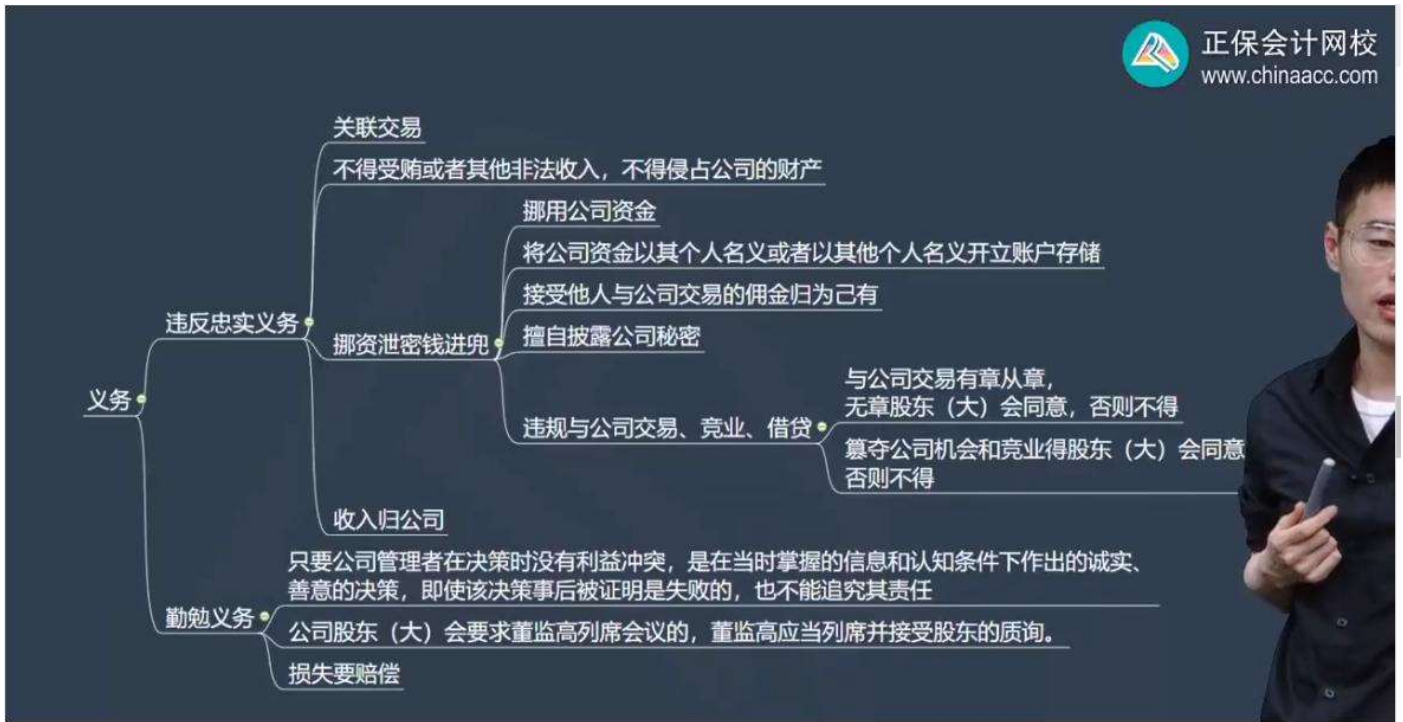 正保会计网校
www.chinaacc.com
关联交易
不得受贿或者其他非法收入，不得侵占公司的财产
挪用公司资金
将公司资金以其个人名义或者以其他个人名义开立账户存储
接受他人与公司交易的佣金归为己有
违反忠实义务
挪资泄密钱进兜
擅自披露公司秘密
与公司交易有章从章，
无章股东（大）会同意，否则不得
义务
违规与公司交易、竞业、借贷
篡夺公司机会和竞业得股东（大）会同意
否则不得
收入归公司
只要公司管理者在决策时没有利益冲突，是在当时掌握的信息和认知条件下作出的诚实、
善意的决策，即使该决策事后被证明是失败的，也不能追究其责任
勤勉义务
公司股东（大）会要求董监高列席会议的，董监高应当列席并接受股东的质询。
损失要赔偿